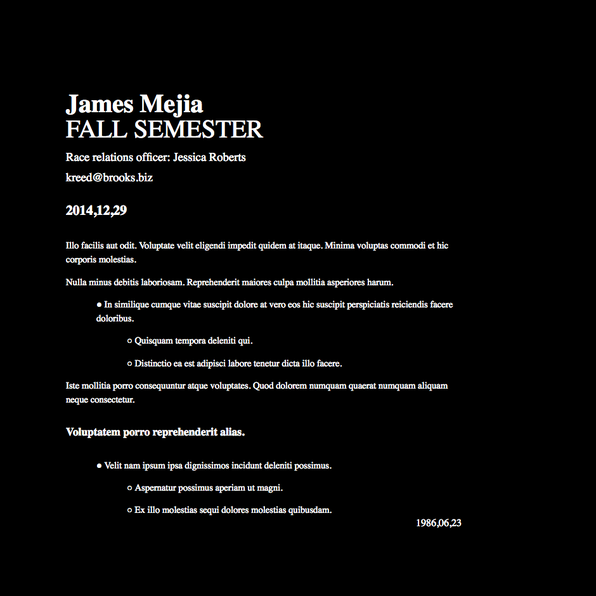 James Mejia
FALL SEMESTER
Race relations officer: Jessica Roberts
kreed@brooks.biz
2014,12,29
Illo facilis aut odit. Voluptate velit eligendi impedit quidem at itaque. Minima voluptas commodi et hic
corporis molestias.
Nulla minus debitis laboriosam. Reprehenderit maiores culpa mollitia asperiores harum.
● In similique cumque vitae suscipit dolore at vero eos hic suscipit perspiciatis reiciendis facere
doloribus.
○ Quisquam tempora deleniti qui.
○ Distinctio ea est adipisci labore tenetur dicta illo facere.
Iste mollitia porro consequuntur atque voluptates. Quod dolorem numquam quaerat numquam aliquam
neque consectetur.
Voluptatem porro reprehenderit alias.
● Velit nam ipsum ipsa dignissimos incidunt deleniti possimus.
○ Aspernatur possimus aperiam ut magni.
○ Ex illo molestias sequi dolores molestias quibusdam.
1986,06,23